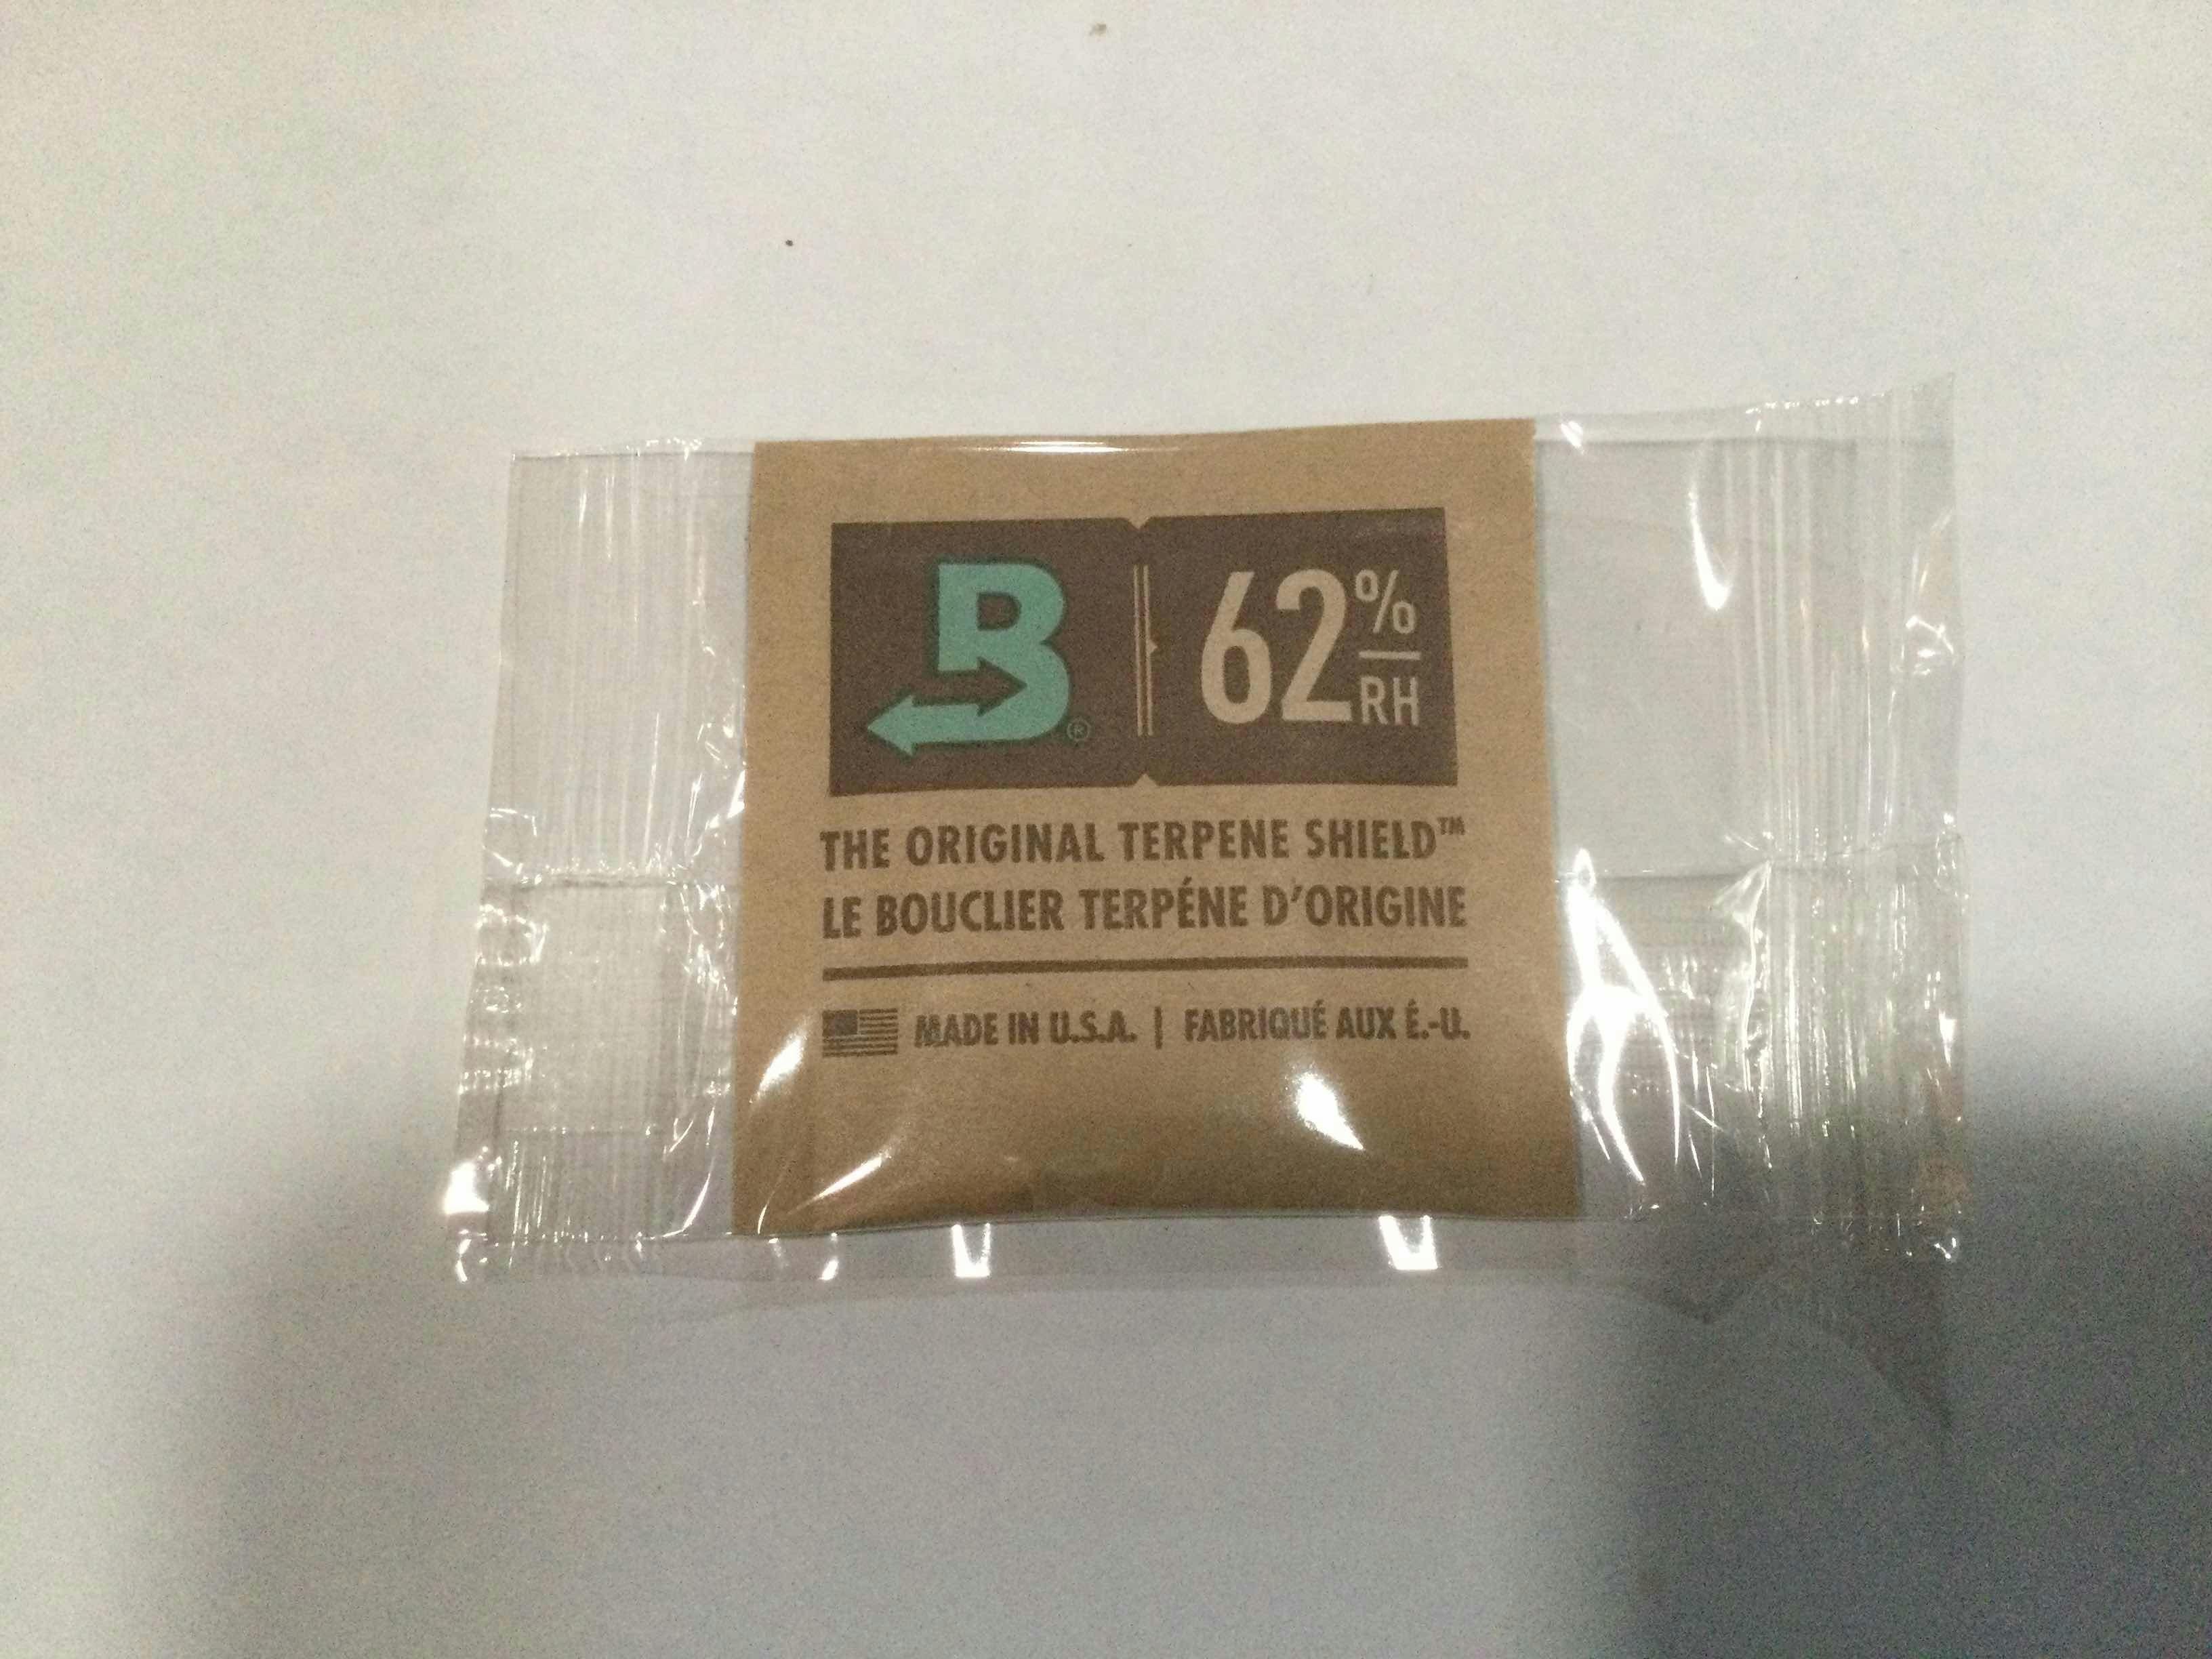 B® 62% RH
THE ORIGINAL TERPENE SHIELD™
LE BOUCLIER TERPÉNE D'ORIGINE
MADE IN U.S.A. | FABRIQUÉ AUX É.-U.